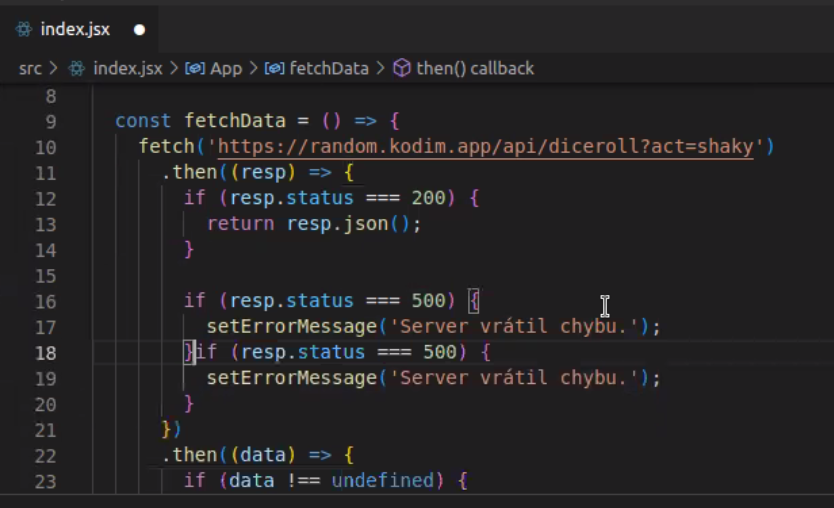 index.jsx
src > index.jsx > App > fetchData > then() callback
8
9 const fetchData = () => {
10 fetch('https://random.kodim.app/api/diceroll?act=shaky')
11 .then((resp) => {
12 if (resp.status === 200) {
13 return resp.json();
14 }
15
16 if (resp.status === 500) {
17 setErrorMessage('Server vrátil chybu.');
18 }if (resp.status === 500) {
19 setErrorMessage('Server vrátil chybu.');
20 }
21 })
22 .then((data) => {
23 if (data !== undefined) {